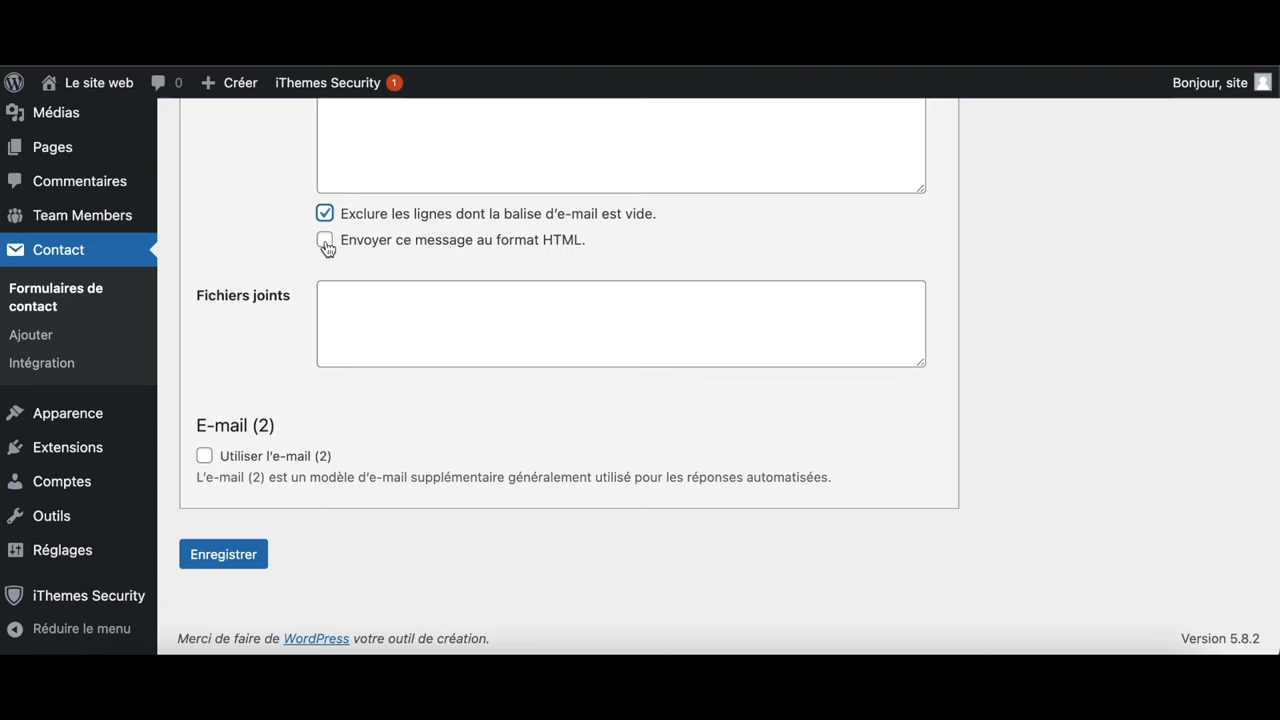 Le site web 0 Créer iThemes Security 1 Bonjour, site
Médias
Pages
Commentaires
Team Members
Contact
Formulaires de
contact
Ajouter
Intégration
Apparence
Extensions
Comptes
Outils
Réglages
iThemes Security
Réduire le menu
Exclure les lignes dont la balise d'e-mail est vide.
Envoyer ce message au format HTML.
Fichiers joints
E-mail (2)
Utiliser l'e-mail (2)
L'e-mail (2) est un modèle d'e-mail supplémentaire généralement utilisé pour les réponses automatisées.
Enregistrer
Merci de faire de WordPress votre outil de création.
Version 5.8.2